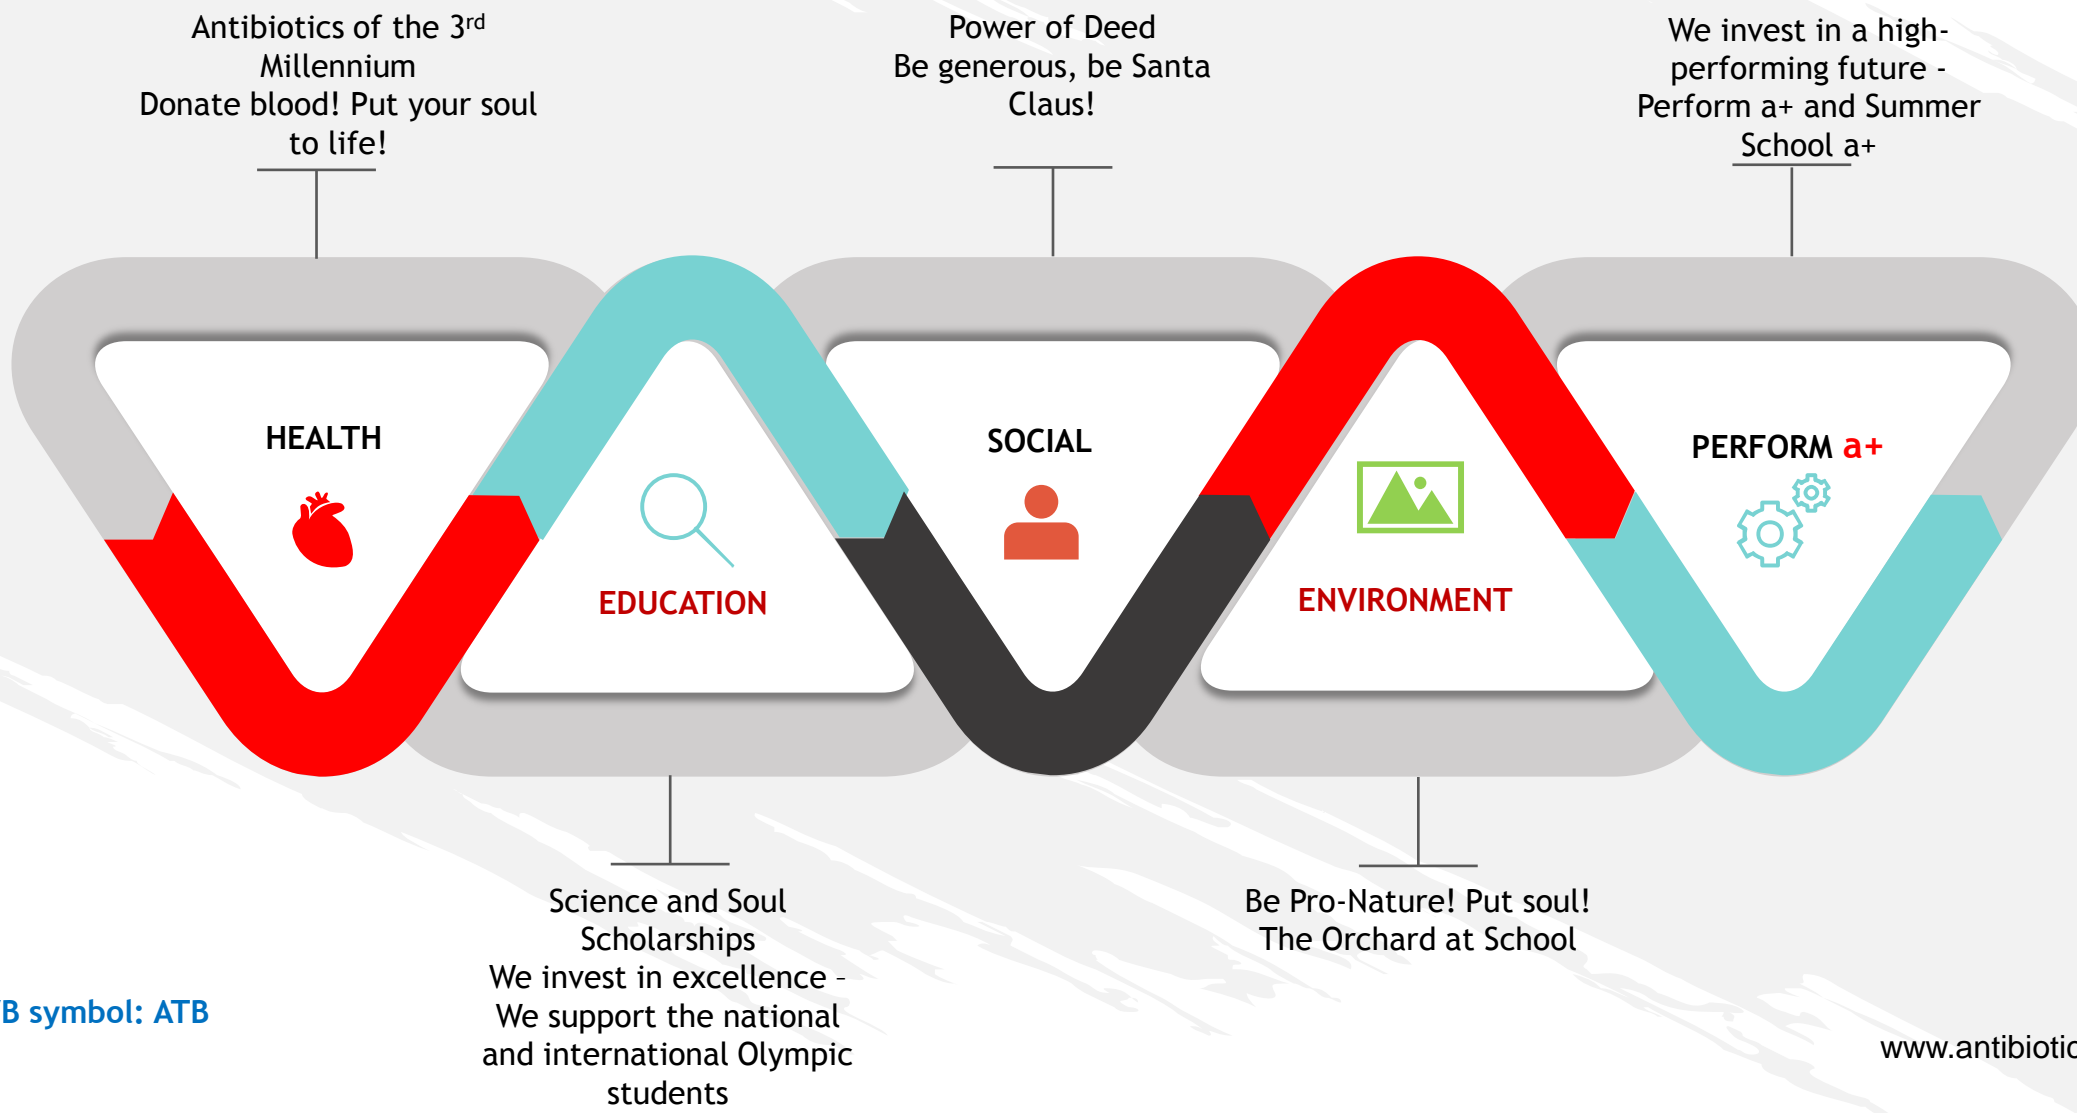 Antibiotics of the 3rd
Millennium
Donate blood! Put your soul
to life!
Power of Deed
Be generous, be Santa
Claus!
We invest in a high-
performing future -
Perform a+ and Summer
School a+
HEALTH
EDUCATION
SOCIAL
ENVIRONMENT
PERFORM a+
Science and Soul
Scholarships
We invest in excellence –
We support the national
and international Olympic
students
Be Pro-Nature! Put soul!
The Orchard at School
symbol: ATB
www.antibiotic